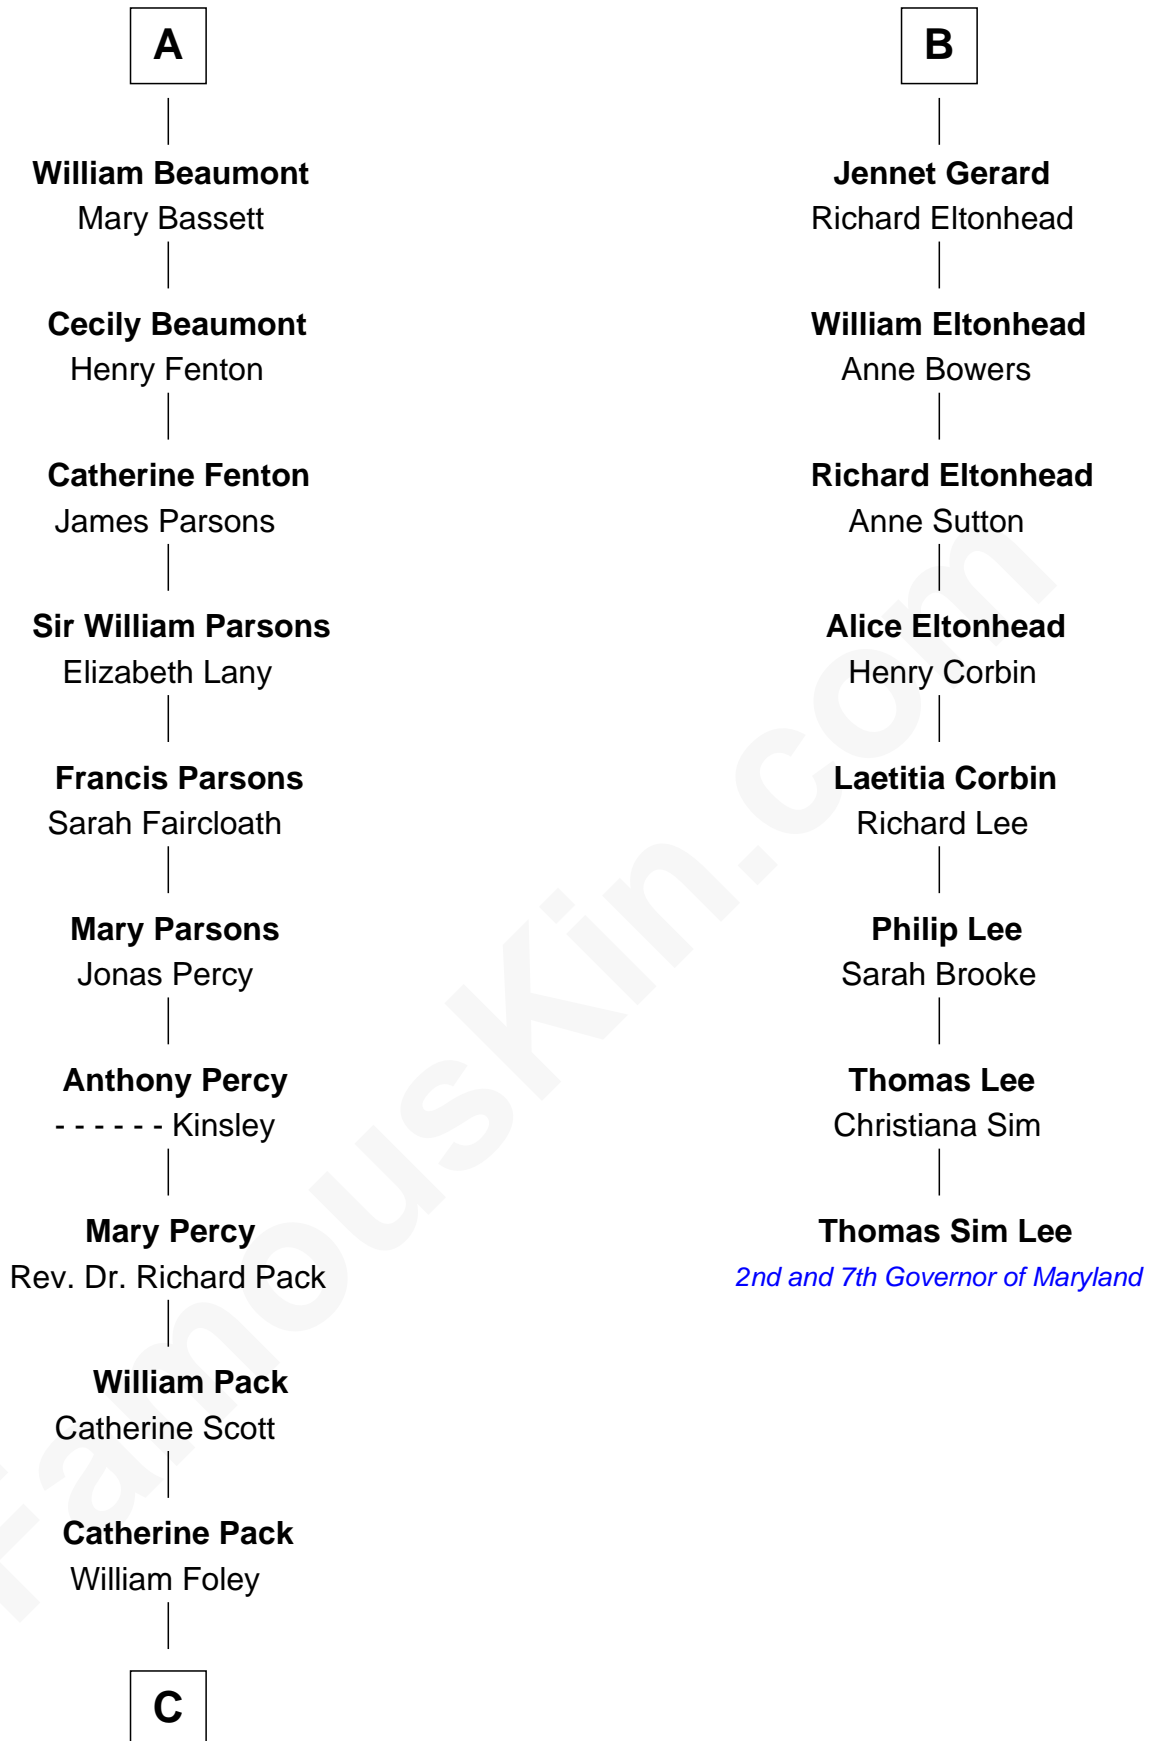 A
William Beaumont
Mary Bassett
Cecily Beaumont
Henry Fenton
Catherine Fenton
James Parsons
Sir William Parsons
Elizabeth Lany
Francis Parsons
Sarah Faircloath
Mary Parsons
Jonas Percy
Anthony Percy
- - - - - - Kinsley
Mary Percy
Rev. Dr. Richard Pack
William Pack
Catherine Scott
Catherine Pack
William Foley
C
B
Jennet Gerard
Richard Eltonhead
William Eltonhead
Anne Bowers
Richard Eltonhead
Anne Sutton
Alice Eltonhead
Henry Corbin
Laetitia Corbin
Richard Lee
Philip Lee
Sarah Brooke
Thomas Lee
Christiana Sim
Thomas Sim Lee
2nd and 7th Governor of Maryland
FamousKin.com